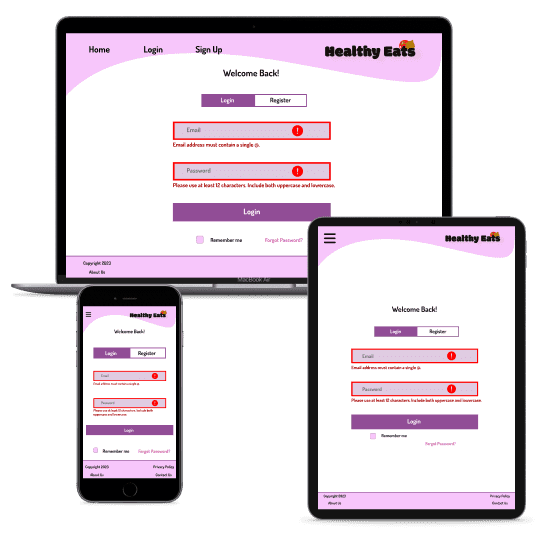 Home Login Sign Up Healthy Eats
Welcome Back!
Login Register
Email
Email address must contain a single @.
Password
Please use at least 12 characters. Include both uppercase and lowercase.
Login
Remember me Forgot Password?
Copyright 2023
About Us
MacBook Air
Healthy Eats
Welcome Back!
Login Register
Email
Email address must contain a single @.
Password
Please use at least 12 characters. Include both
uppercase and lowercase.
Login
Remember me Forgot Password?
Copyright 2023 Privacy Policy
About Us Contact Us
Healthy Eats
Welcome Back!
Login Register
Email
Email address must contain a single @.
Password
Please use at least 12 characters. Include both uppercase and lowercase.
Login
Remember me
Forgot Password?
Copyright 2023 Privacy Policy
About Us Contact Us